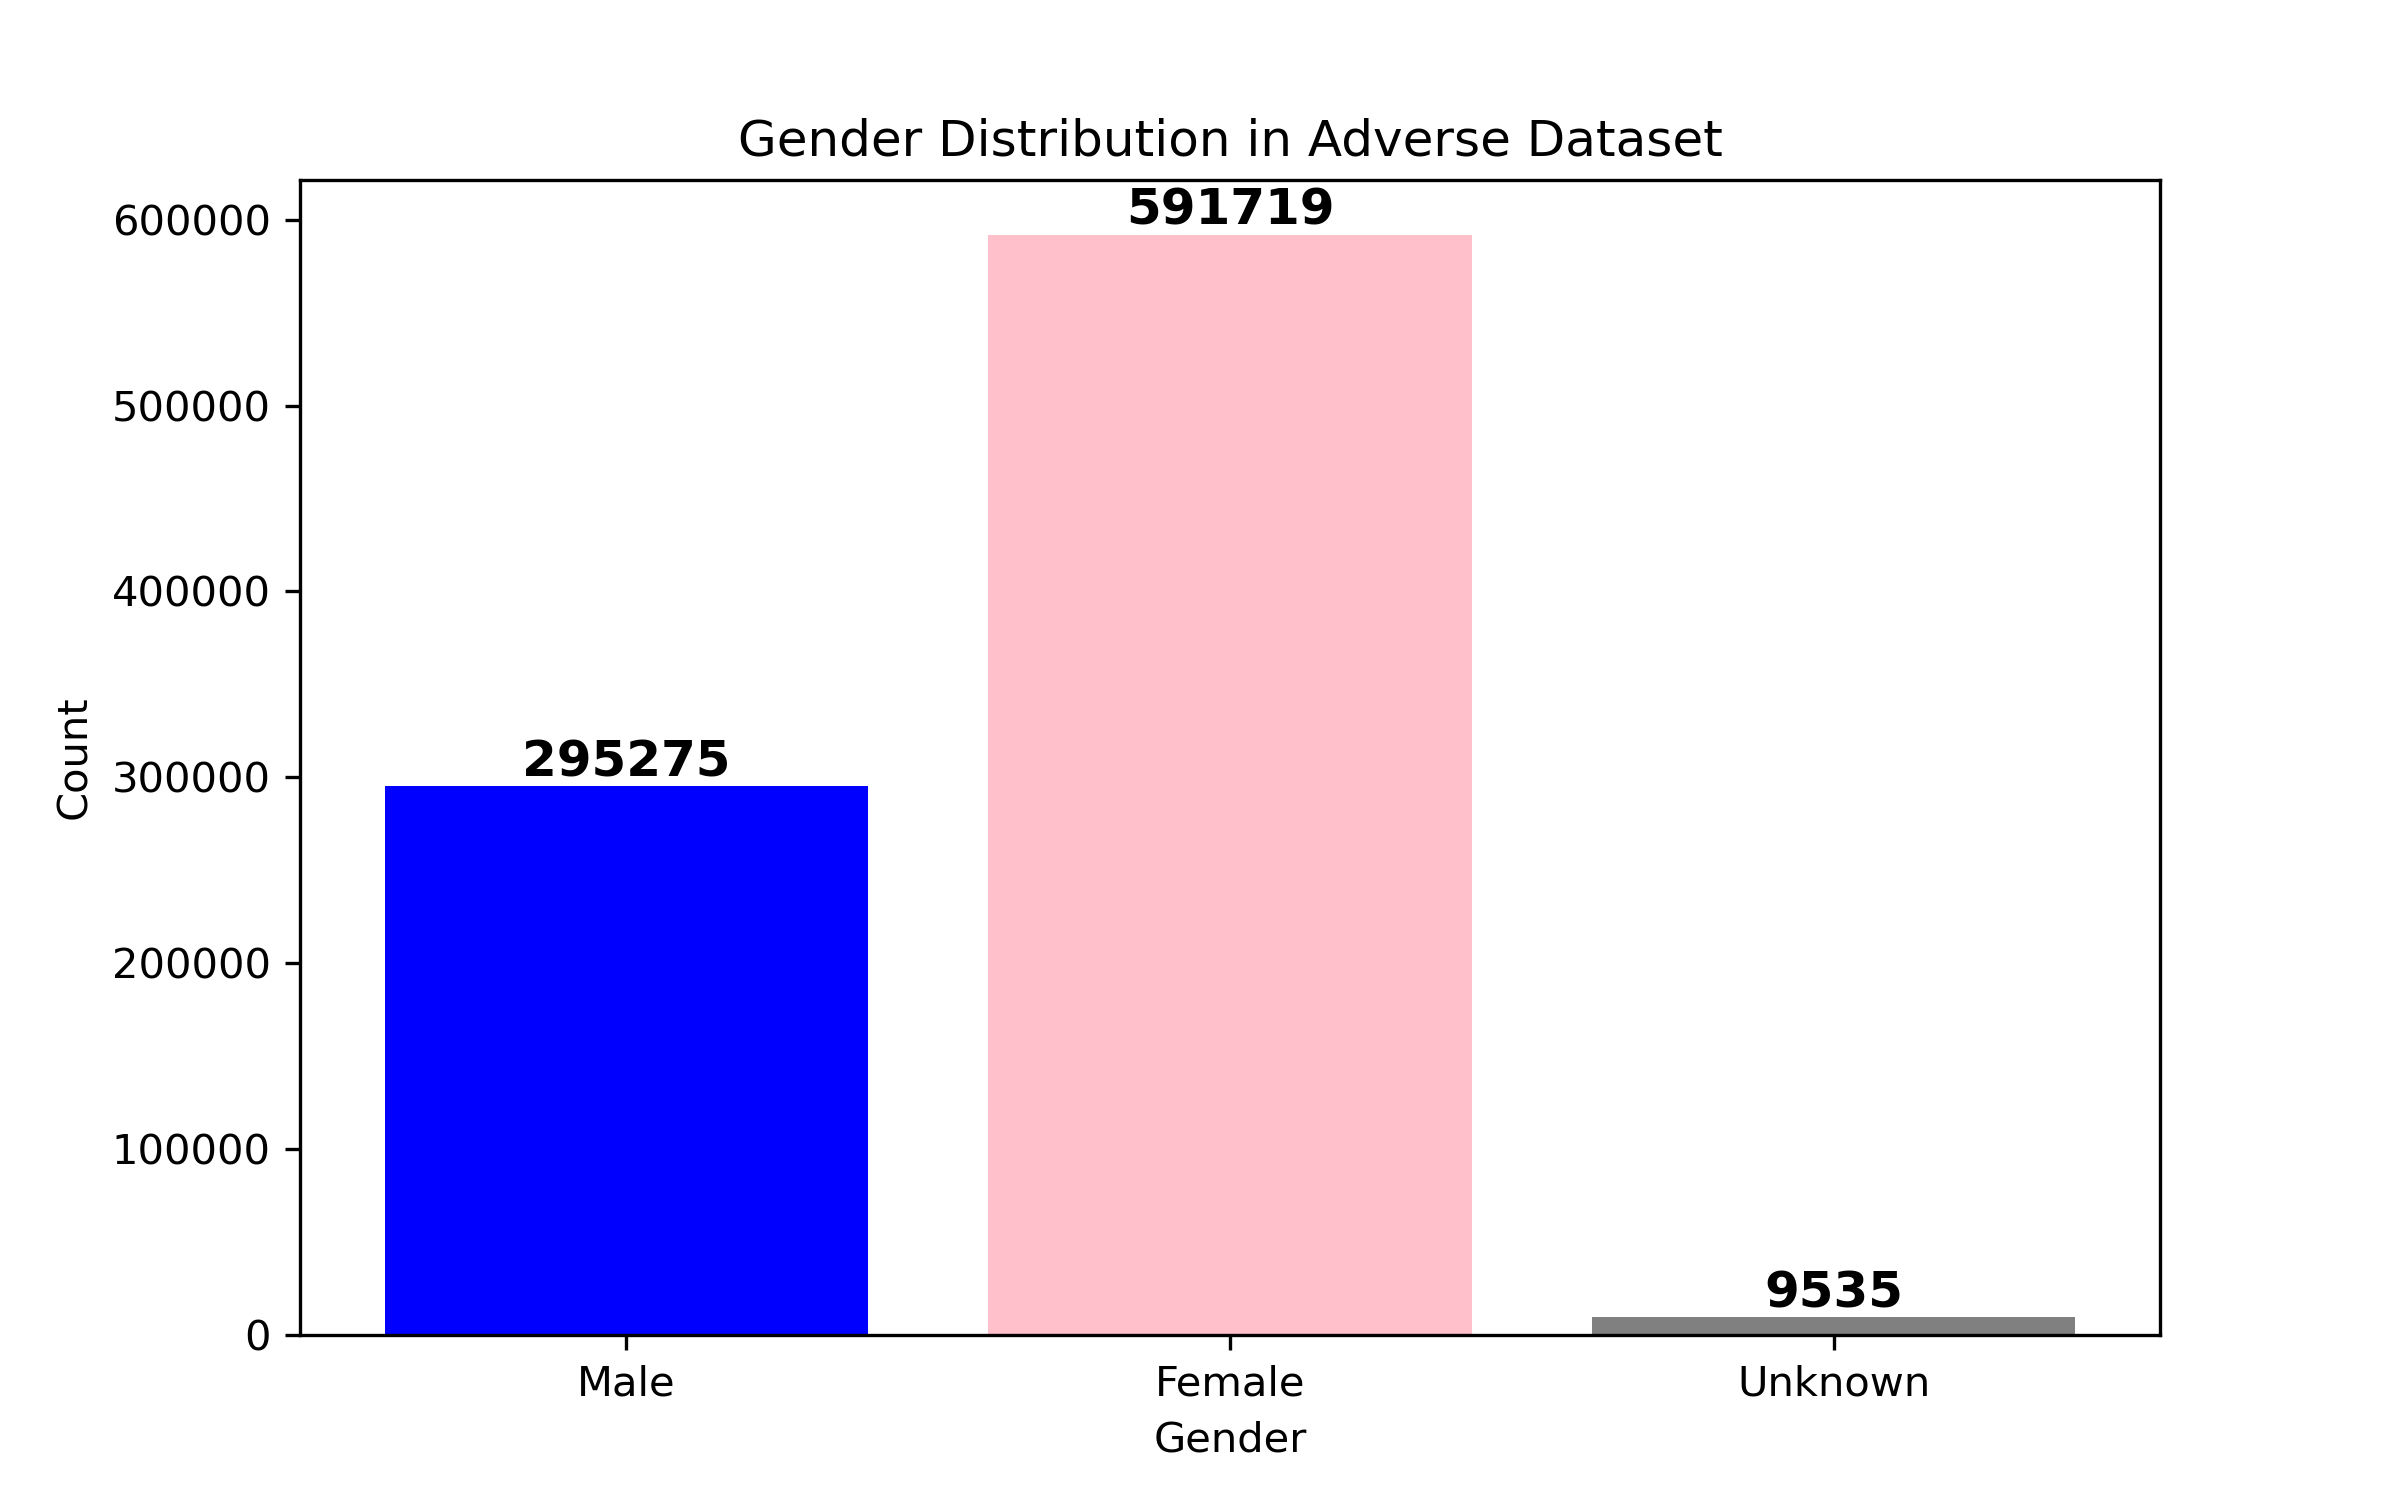 Gender Distribution in Adverse Dataset
591719
600000
500000
400000
295275
300000
Count
200000
100000
9535
0
Male
Female
Unknown
Gender